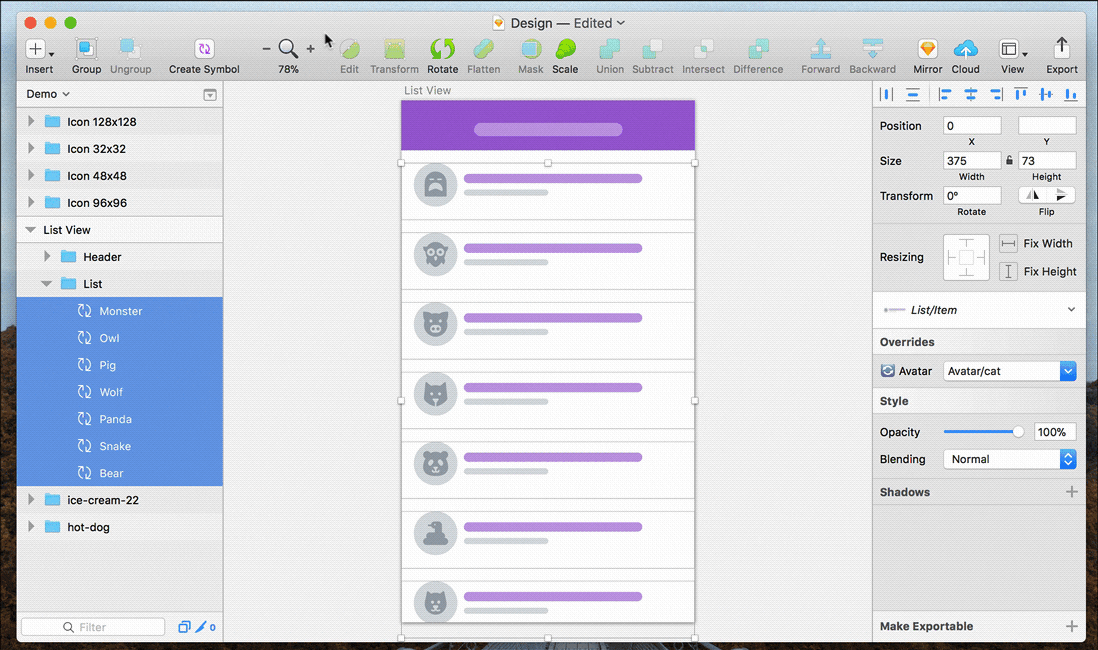 Design — Edited
Insert
Group
Ungroup
Create Symbol
78%
Edit
Transform
Rotate
Flatten
Mask
Scale
Union
Subtract
Intersect
Difference
Forward
Backward
Mirror
Cloud
View
Export
Demo
Icon 128x128
Icon 32x32
Icon 48x48
Icon 96x96
List View
Header
List
Monster
Owl
Pig
Wolf
Panda
Snake
Bear
ice-cream-22
hot-dog
Filter
0
List View
Position
0
X
Y
Size
375
73
Width
Height
Transform
0°
Rotate
Flip
Resizing
Fix Width
Fix Height
List/Item
Overrides
Avatar
Avatar/cat
Style
Opacity
100%
Blending
Normal
Shadows
Make Exportable